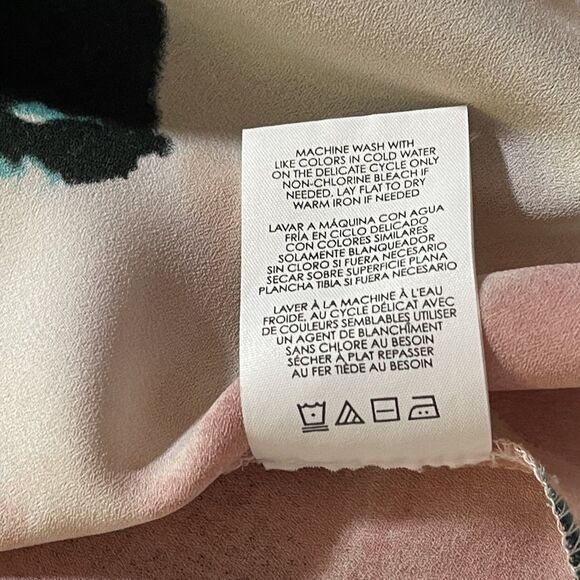 MACHINE WASH WITH
LIKE COLORS IN COLD WATER
ON THE DELICATE CYCLE ONLY
NON-CHLORINE BLEACH IF
NEEDED, LAY FLAT TO DRY
WARM IRON IF NEEDED
LAVAR A MÁQUINA CON AGUA
FRÍA EN CICLO DELICADO
CON COLORES SIMILARES
SOLAMENTE BLANQUEADOR
SIN CLORO SI FUERA NECESARIO
SECAR SOBRE SUPERFICIE PLANA
PLANCHA TIBIA SI FUERA NECESARIO
LAVER À LA MACHINE À L'EAU
FROIDE, AU CYCLE DÉLICAT AVEC
DE COULEURS SEMBLABLES UTILISER
UN AGENT DE BLANCHÎMENT
SANS CHLORE AU BESOIN
SÉCHER À PLAT REPASSER
AU FER TIÈDE AU BESOIN